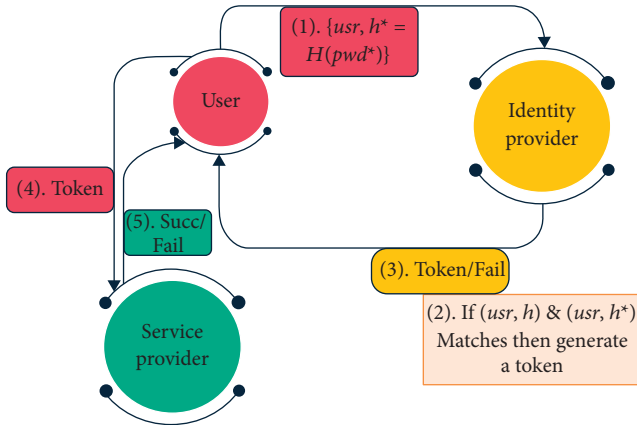 (1). {usr, h* =
H(pwd*)}
User
Identity
provider
(4). Token
(5). Succ/
Fail
(3). Token/Fail
(2). If (usr, h) & (usr, h*)
Matches then generate
a token
Service
provider